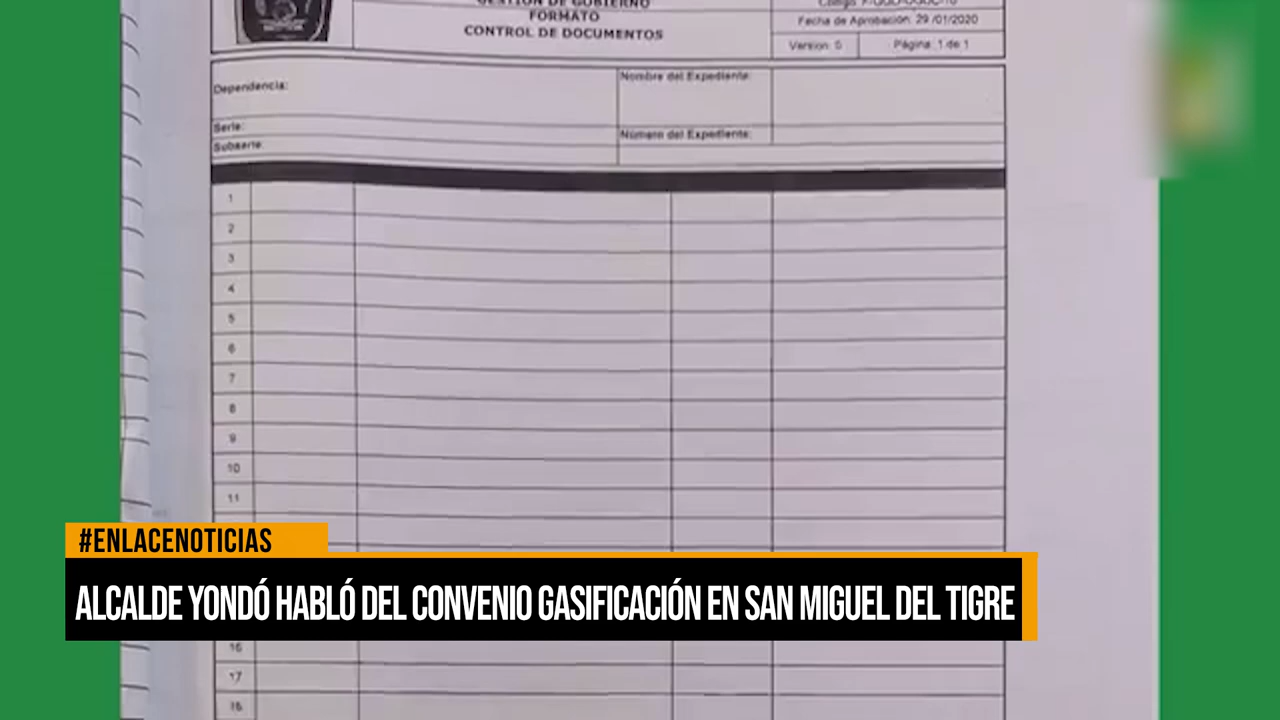 GESTIÓN DE GOBIERNO
FORMATO
CONTROL DE DOCUMENTOS
Fecha de Aprobación: 29 /01/2020
Versión: 0
Página: 1 de 1
Dependencia:
Nombre del Expediente:
Serie:
Número del Expediente:
Subserie:
1
2
3
4
5
6
7
8
9
10
11
#ENLACENOTICIAS
ALCALDE YONDÓ HABLÓ DEL CONVENIO GASIFICACIÓN EN SAN MIGUEL DEL TIGRE
16
17
18